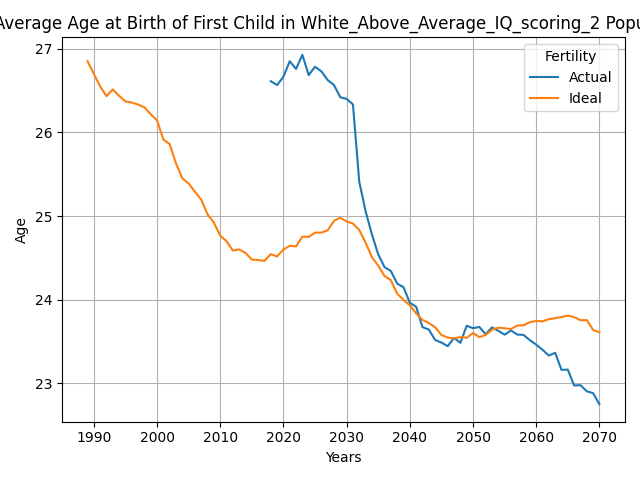 Average Age at Birth of First Child in White_Above_Average_IQ_scoring_2
Fertility
Actual
Ideal
27
26
25
24
23
Age
1990 2000 2010 2020 2030 2040 2050 2060 2070
Years